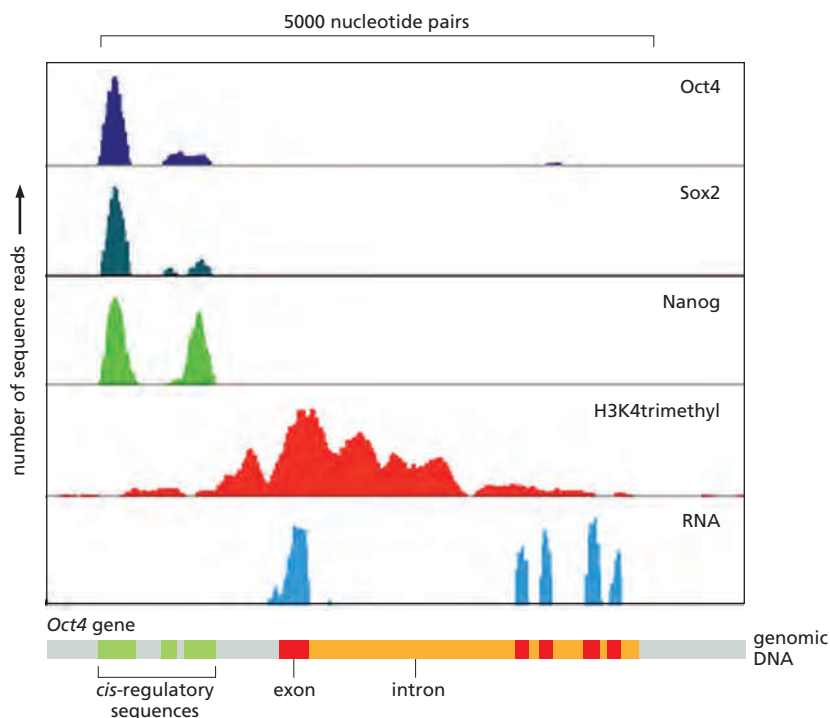 5000 nucleotide pairs
Oct4
Sox2
Nanog
H3K4trimethyl
RNA
number of sequence reads
Oct4 gene
genomic
DNA
cis-regulatory
sequences
exon
intron